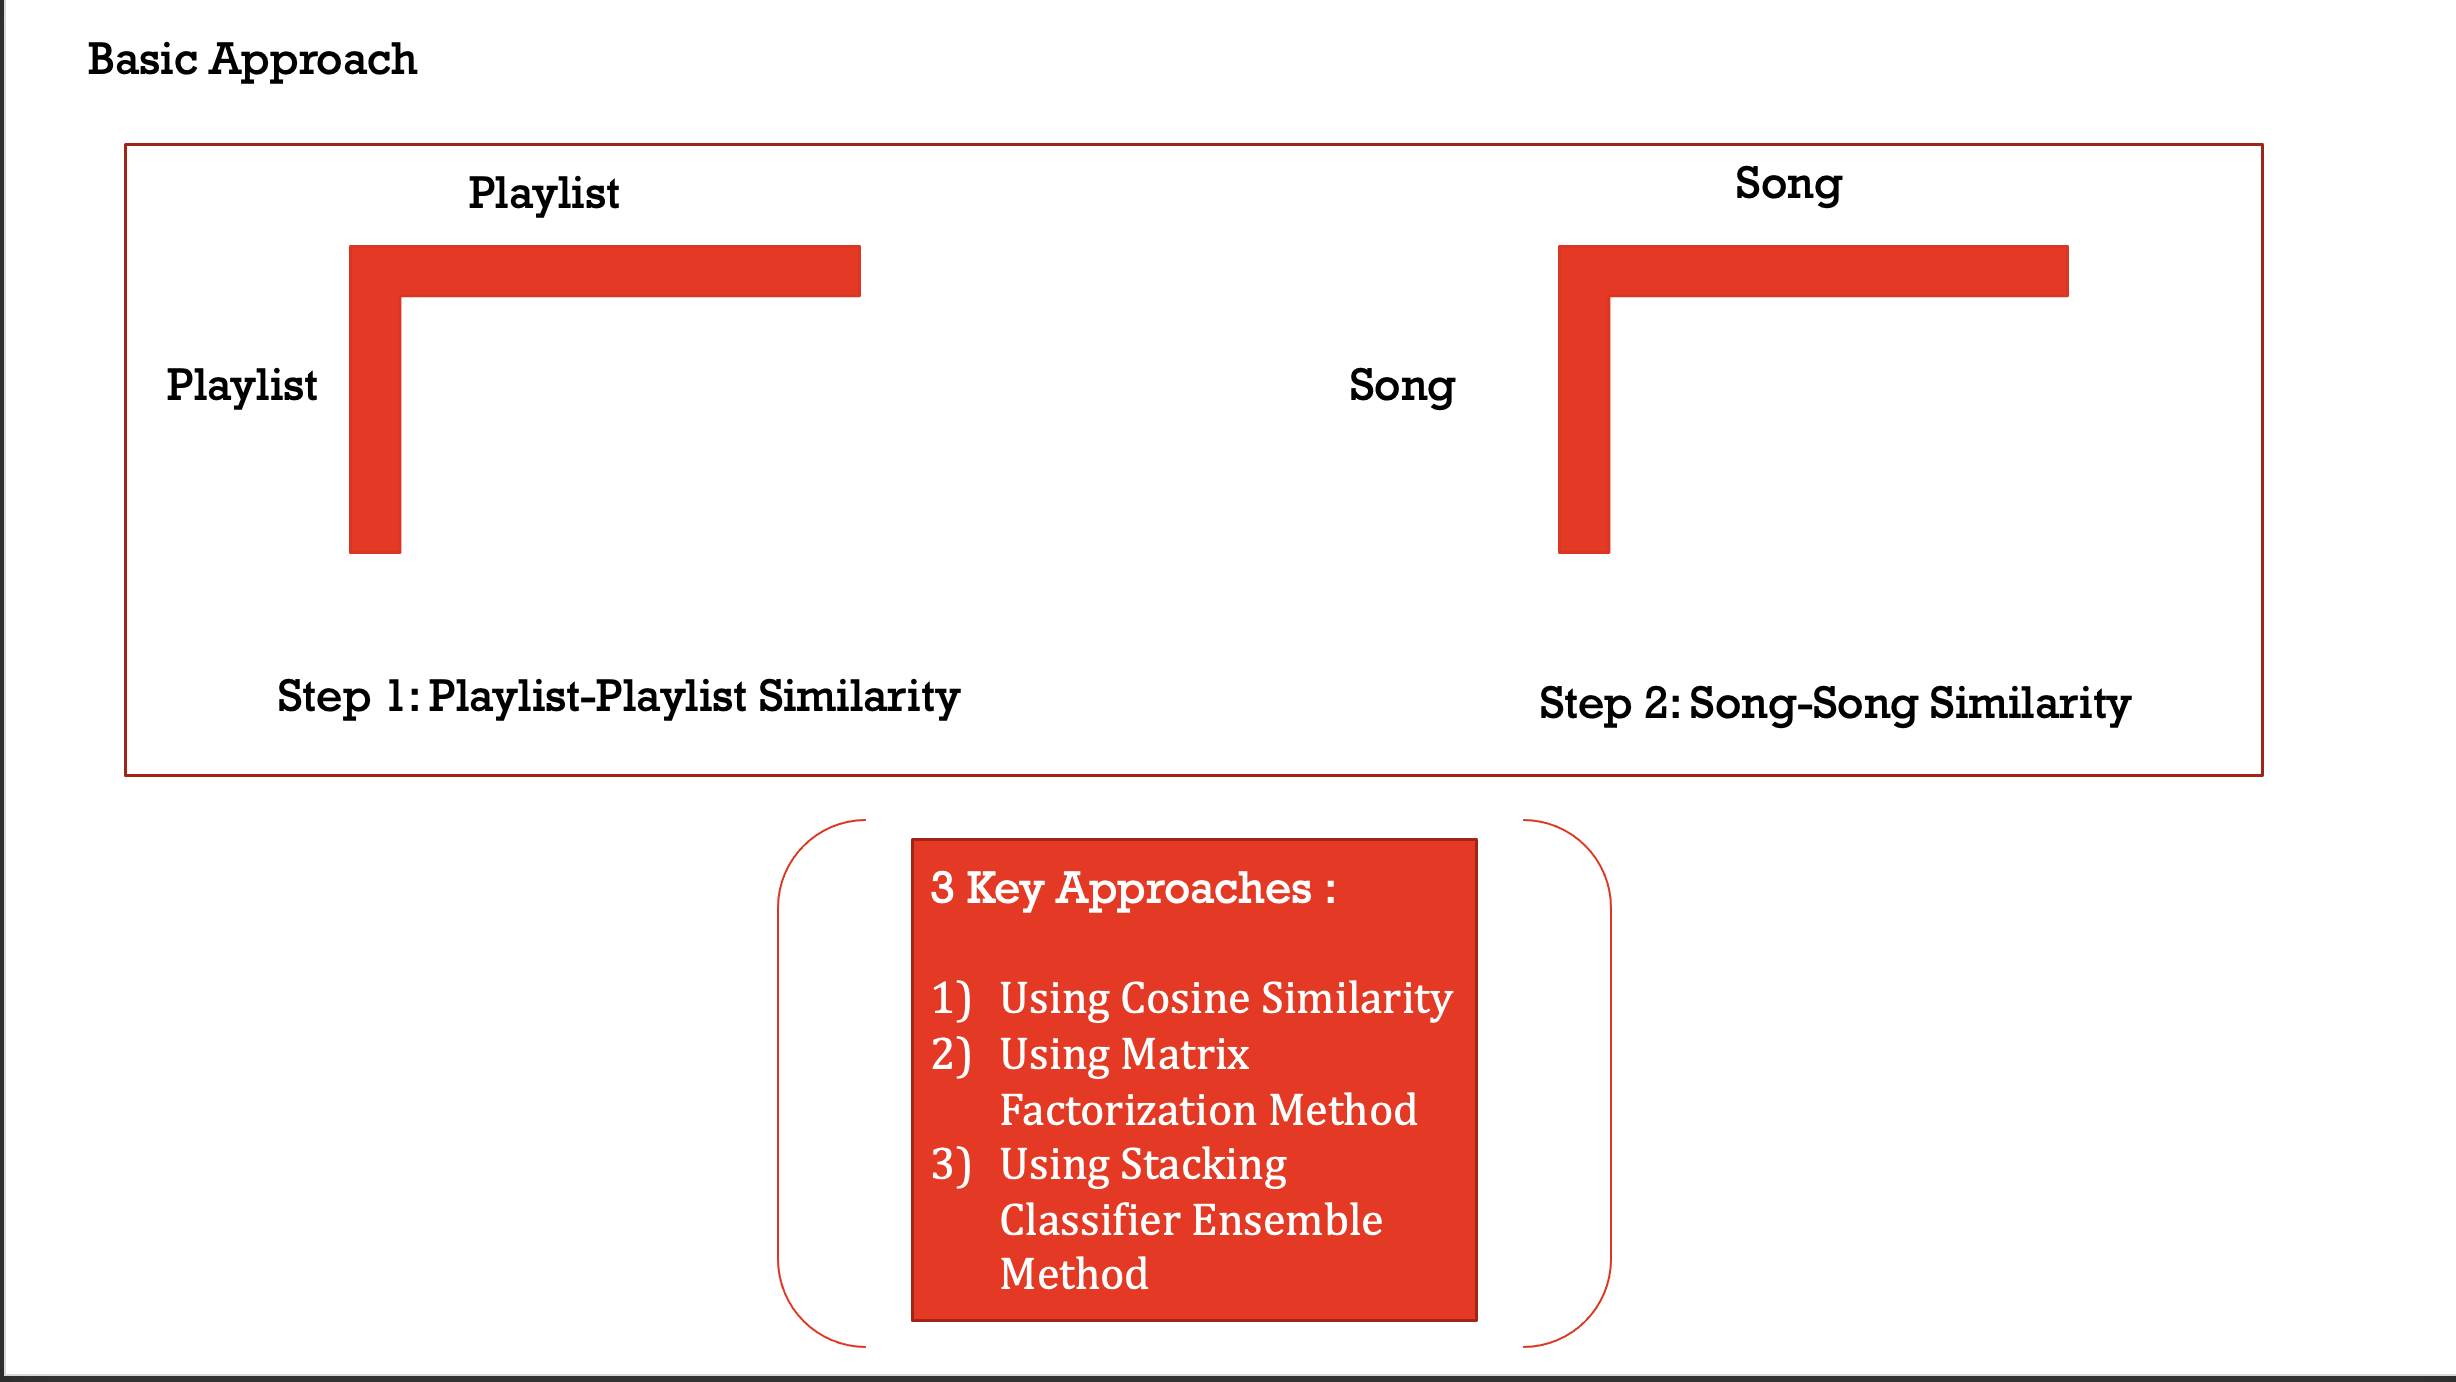 Basic Approach
Playlist
Song
Playlist
Song
Step 1: Playlist-Playlist Similarity
Step 2: Song-Song Similarity
3 Key Approaches :
1) Using Cosine Similarity
2) Using Matrix
Factorization Method
3) Using Stacking
Classifier Ensemble
Method